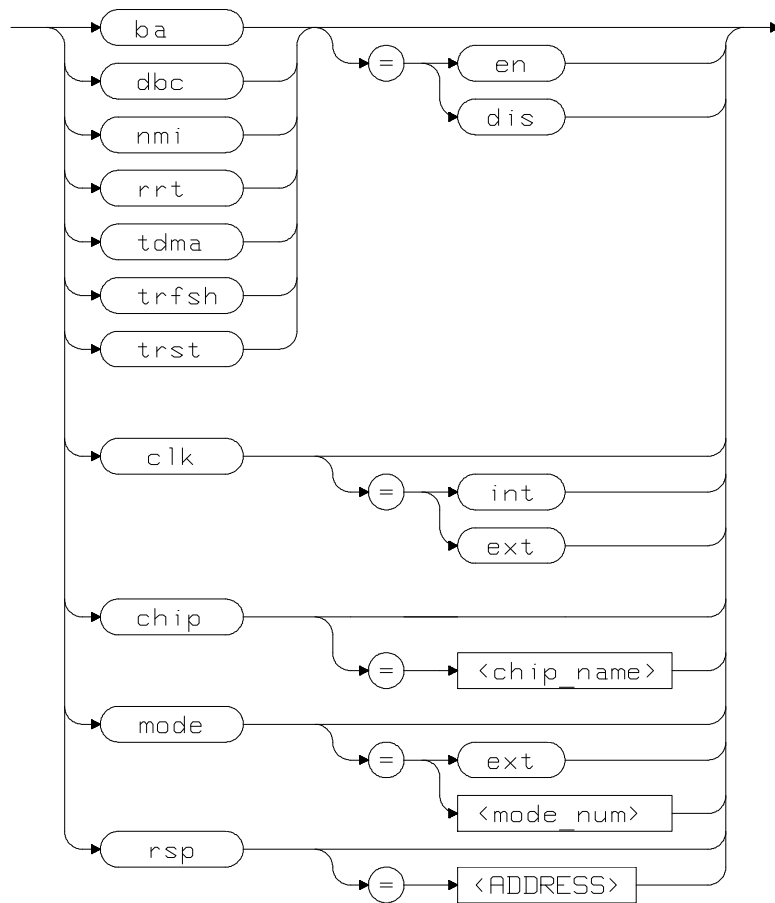 ba
= en
dbc
dis
nmi
rrt
tdma
trfsh
trst
clk
= int
ext
chip
= <chip_name>
mode
= ext
<mode_num>
rsp
= <ADDRESS>